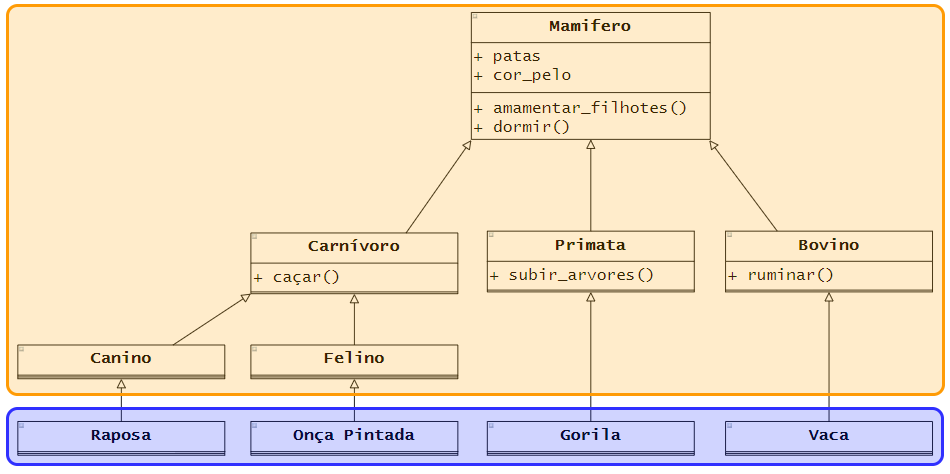 Mamifero
+ patas
+ cor_pelo
+ amamentar_filhotes()
+ dormir()
Carnívoro
+ caçar()
Primata
+ subir_arvores()
Bovino
+ ruminar()
Canino
Felino
Raposa
Onça Pintada
Gorila
Vaca